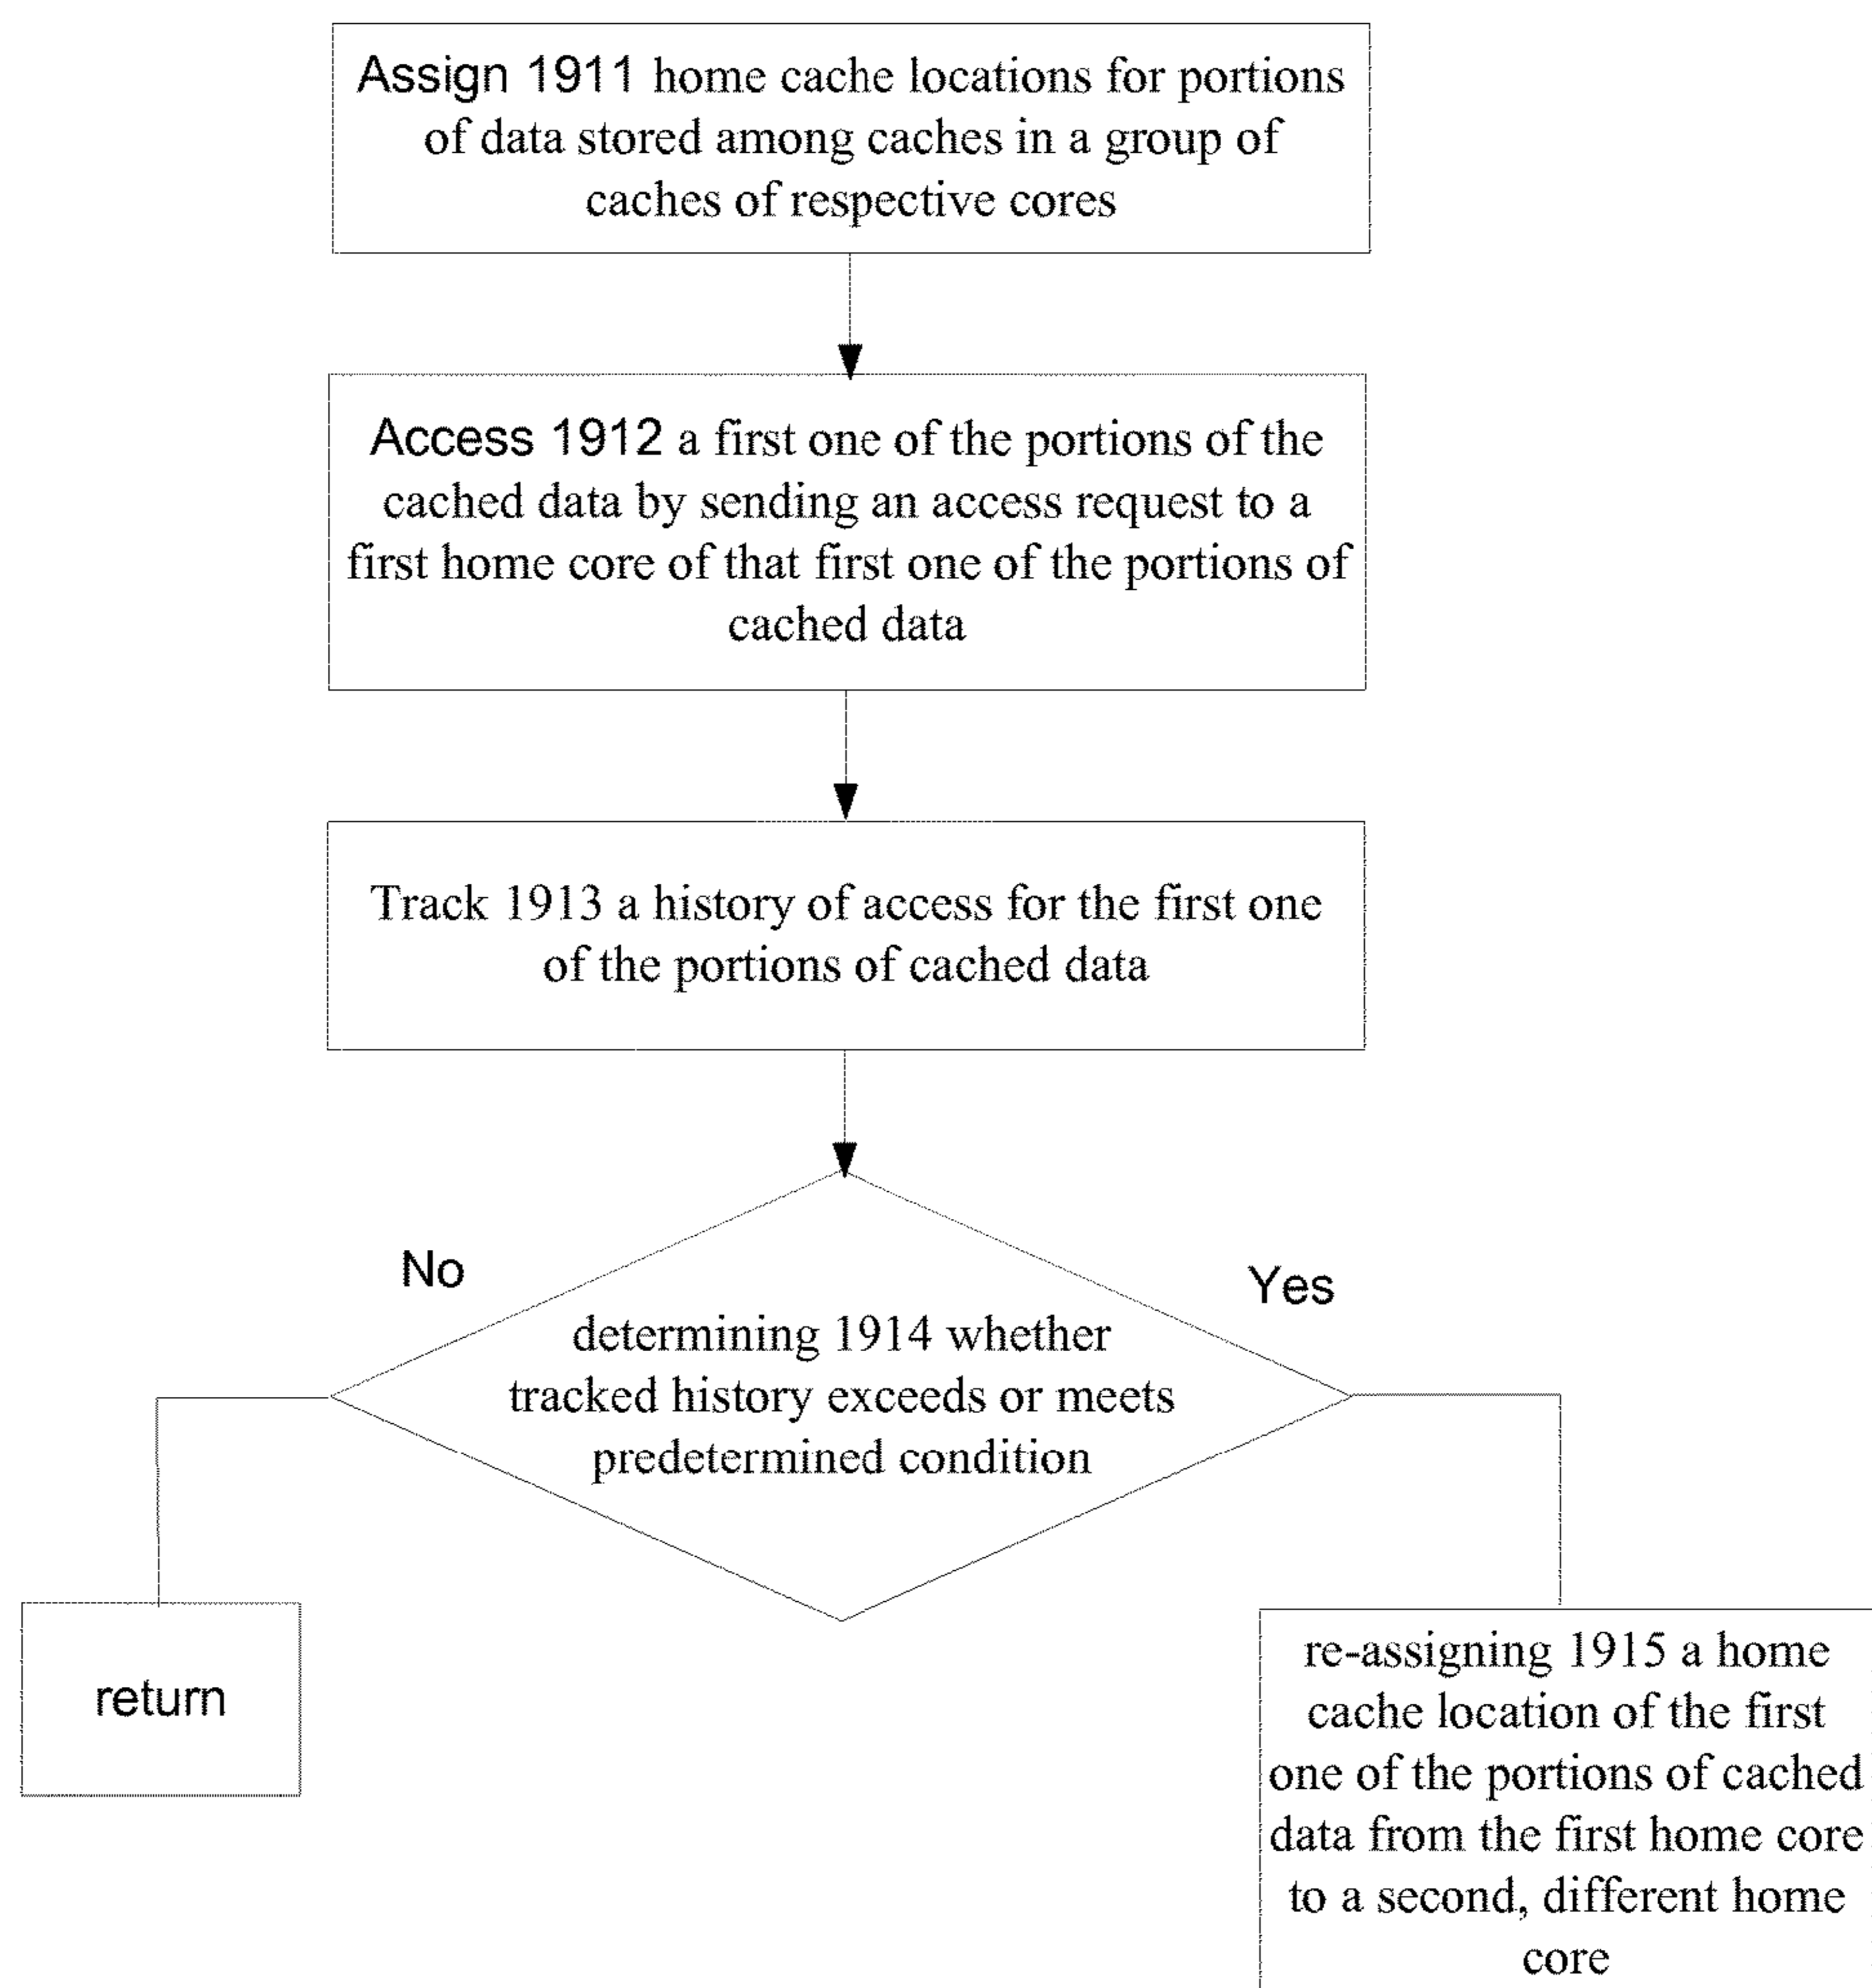 Assign 1911 home cache locations for portions
of data stored among caches in a group of
caches of respective cores
Access 1912 a first one of the portions of the
cached data by sending an access request to a
first home core of that first one of the portions of
cached data
Track 1913 a history of access for the first one
of the portions of cached data
No
Yes
determining 1914 whether
tracked history exceeds or meets
predetermined condition
return
re-assigning 1915 a home
cache location of the first
one of the portions of cached
data from the first home core
to a second, different home
core